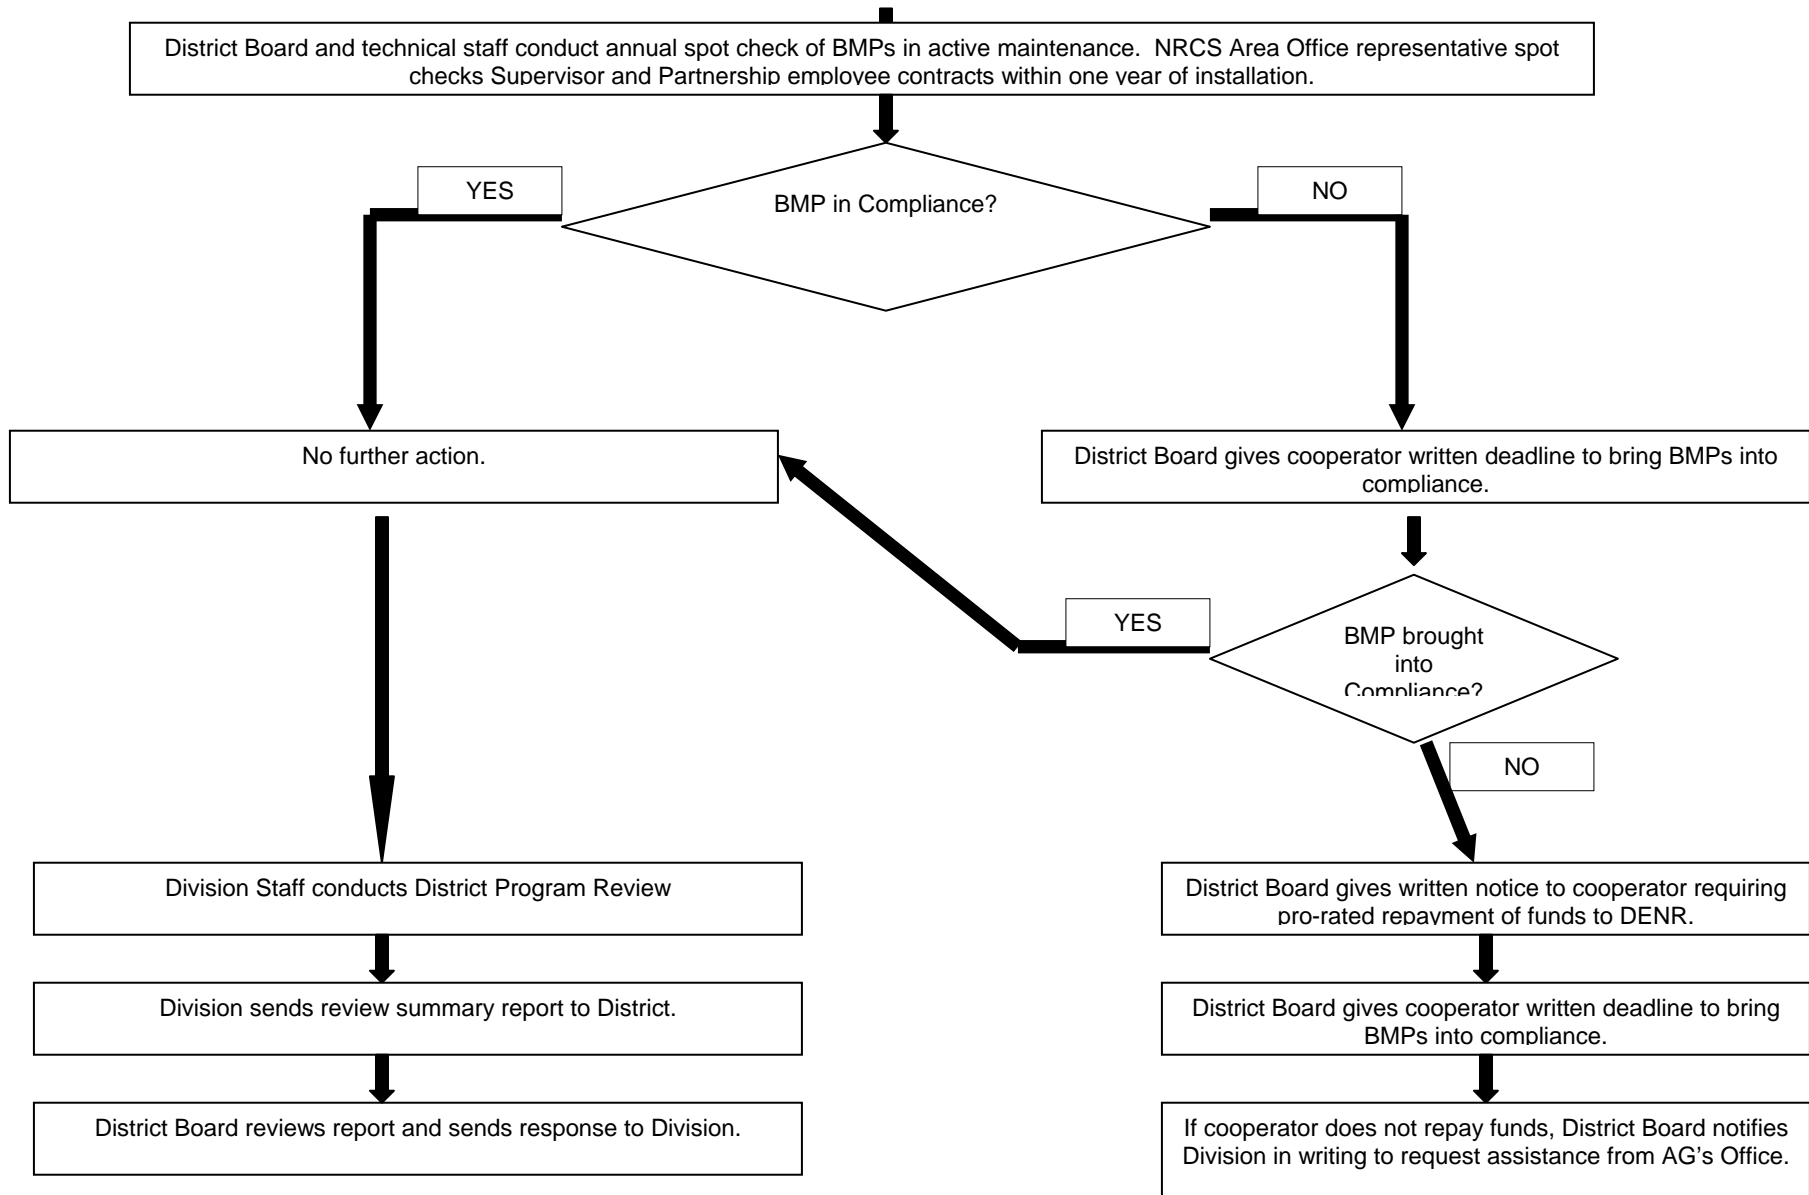 District Board and technical staff conduct annual spot check of BMPs in active maintenance.  NRCS Area Office representative spot
checks Supervisor and Partnership employee contracts within one year of installation.
YES
BMP in Compliance?
NO
No further action.
District Board gives cooperator written deadline to bring BMPs into
compliance.
YES
BMP brought
into
Compliance?
NO
Division Staff conducts District Program Review
District Board gives written notice to cooperator requiring
pro-rated repayment of funds to DENR.
Division sends review summary report to District.
District Board gives cooperator written deadline to bring
BMPs into compliance.
District Board reviews report and sends response to Division.
If cooperator does not repay funds, District Board notifies
Division in writing to request assistance from AG’s Office.